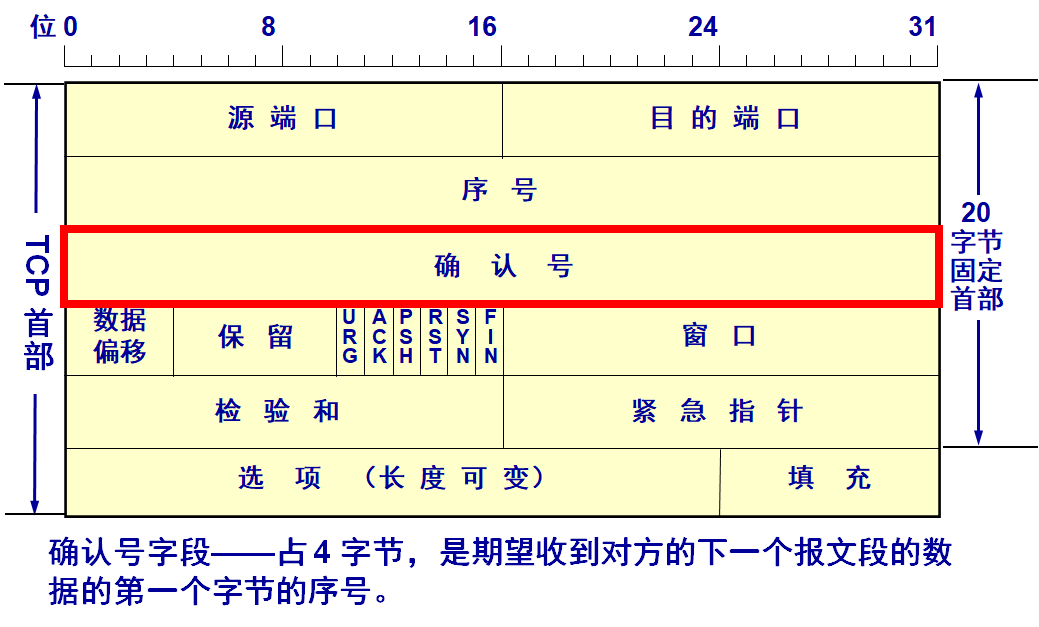 位 0 8 16 24 31
源 端 口 目 的 端 口
序 号
确 认 号
TCP 首部
20
字节
固定
首部
数据
偏移
保 留
URG
ACK
PSH
RST
SYN
FIN
窗 口
检 验 和 紧 急 指 针
选 项 （长 度 可 变） 填 充
确认号字段——占 4 字节，是期望收到对方的下一个报文段的数
据的第一个字节的序号。